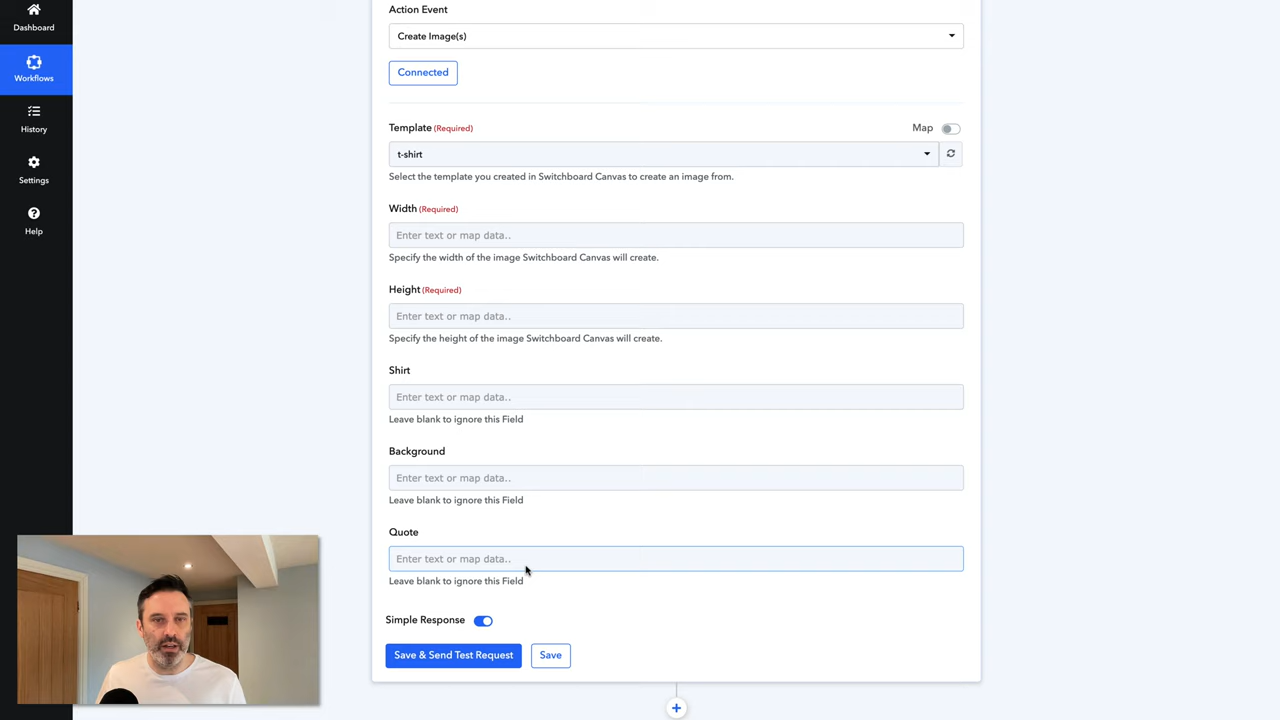 Dashboard
Workflows
History
Settings
Help
Action Event
Create Image(s)
Connected
Template (Required)
Map
t-shirt
Select the template you created in Switchboard Canvas to create an image from.
Width (Required)
Enter text or map data..
Specify the width of the image Switchboard Canvas will create.
Height (Required)
Enter text or map data..
Specify the height of the image Switchboard Canvas will create.
Shirt
Enter text or map data..
Leave blank to ignore this Field
Background
Enter text or map data..
Leave blank to ignore this Field
Quote
Enter text or map data..
Leave blank to ignore this Field
Simple Response
Save & Send Test Request
Save